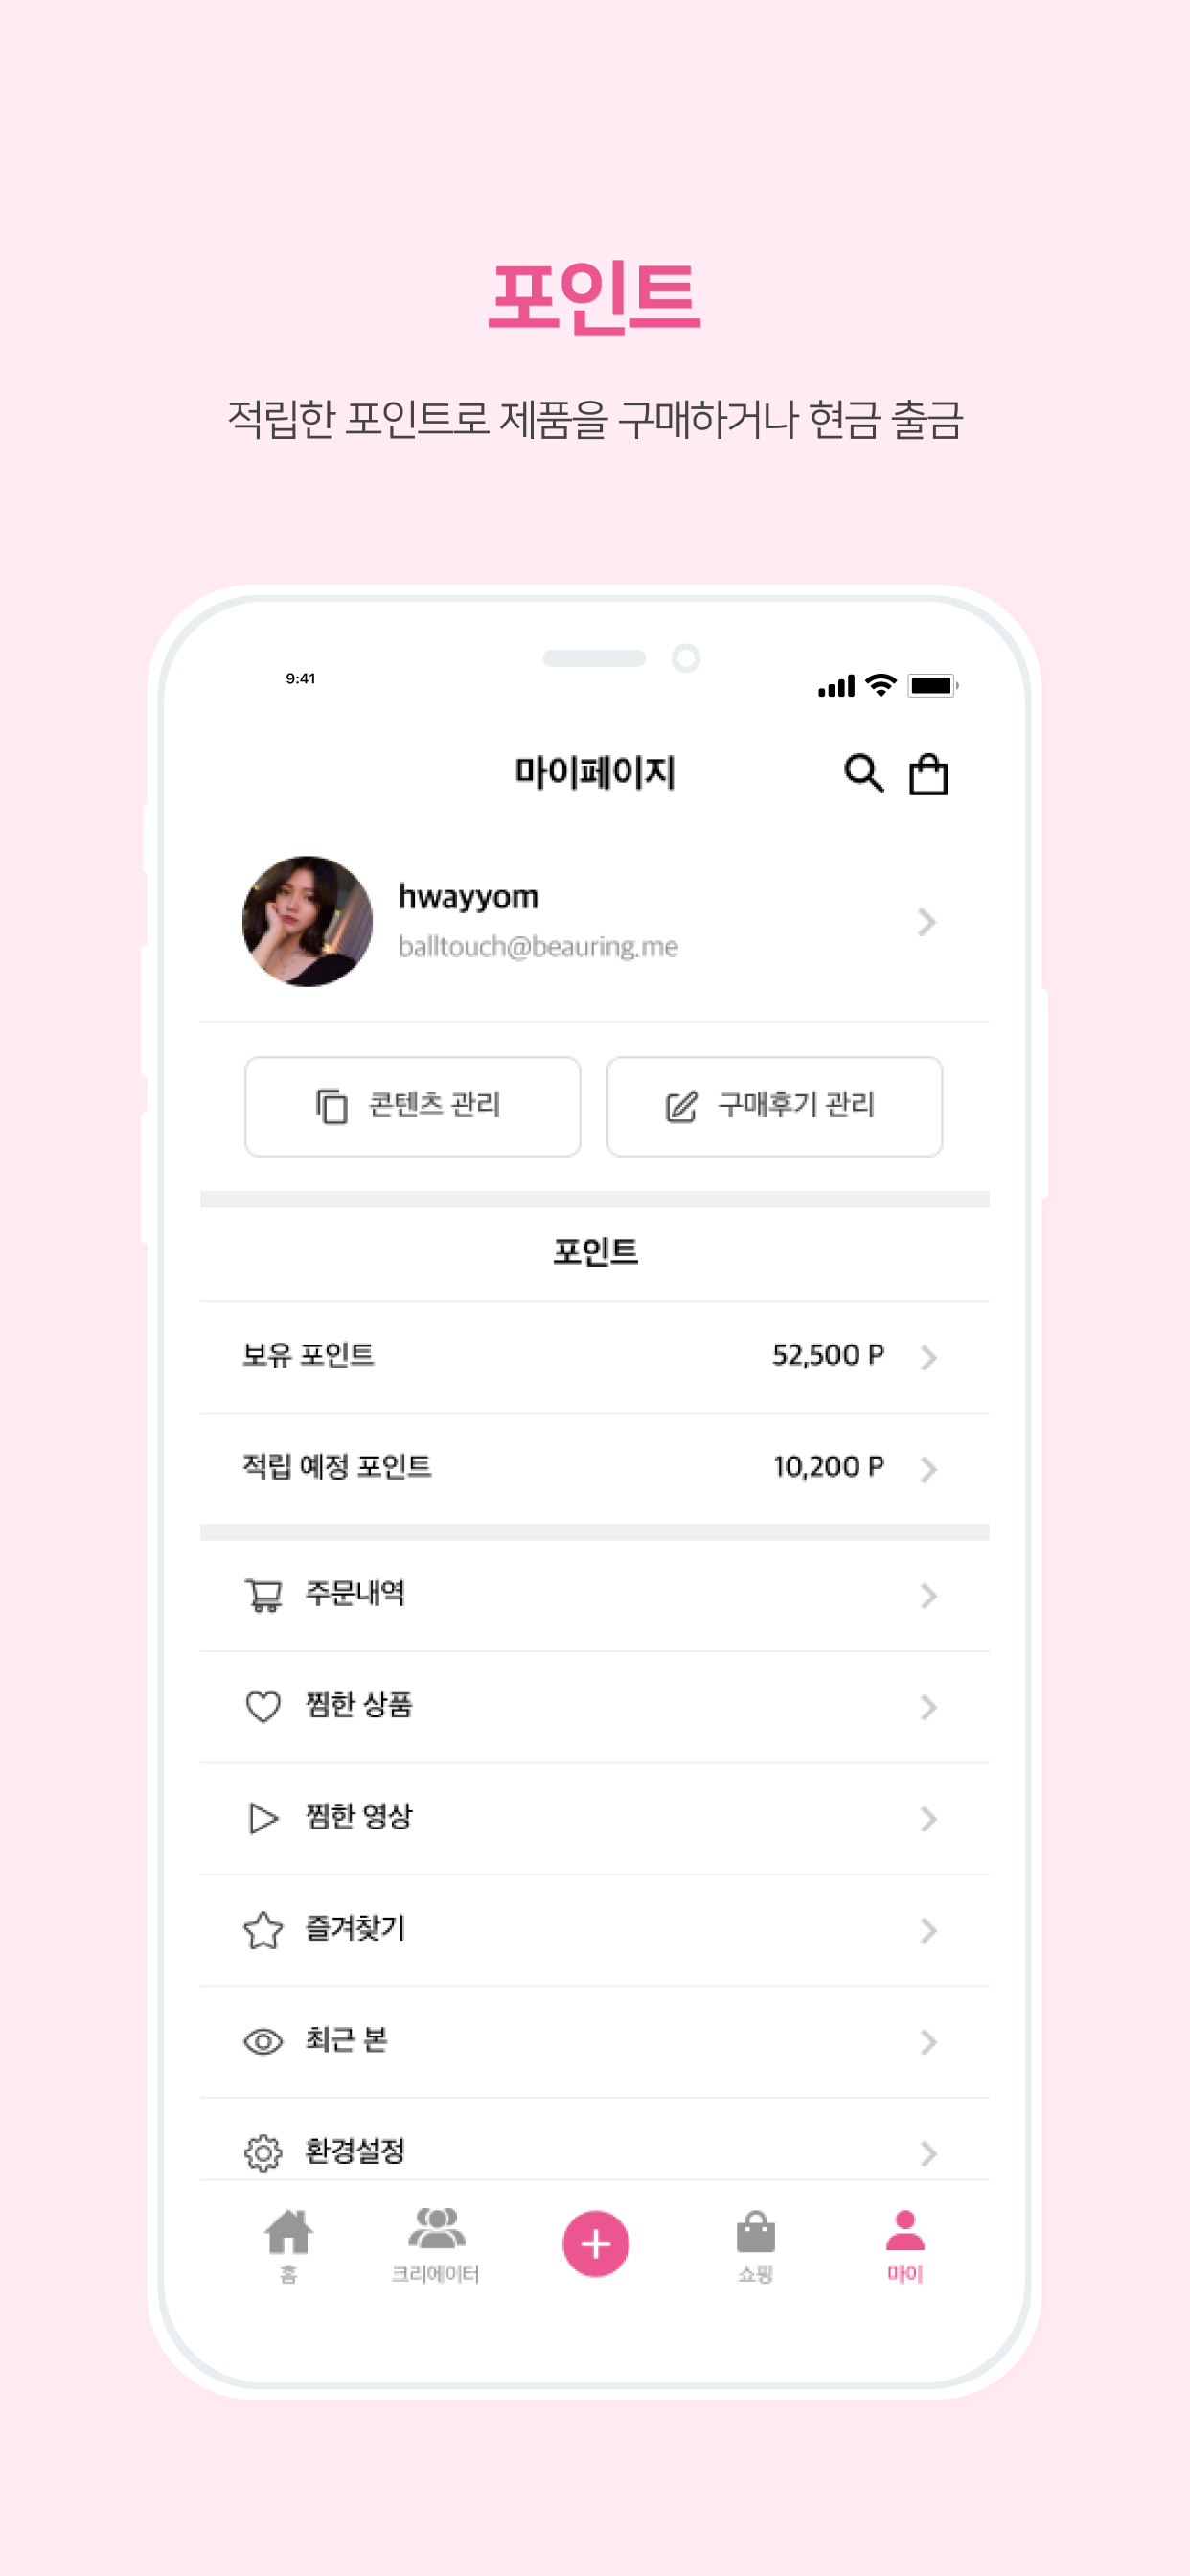 포인트
적립한 포인트로 제품을 구매하거나 현금 출금
9:41
마이페이지
hwayyom
balltouch@beauring.me
콘텐츠 관리
구매후기 관리
포인트
보유 포인트 52,500 P
적립 예정 포인트 10,200 P
주문내역
찜한 상품
찜한 영상
즐겨찾기
최근 본
환경설정
홈 크리에이터 쇼핑 마이